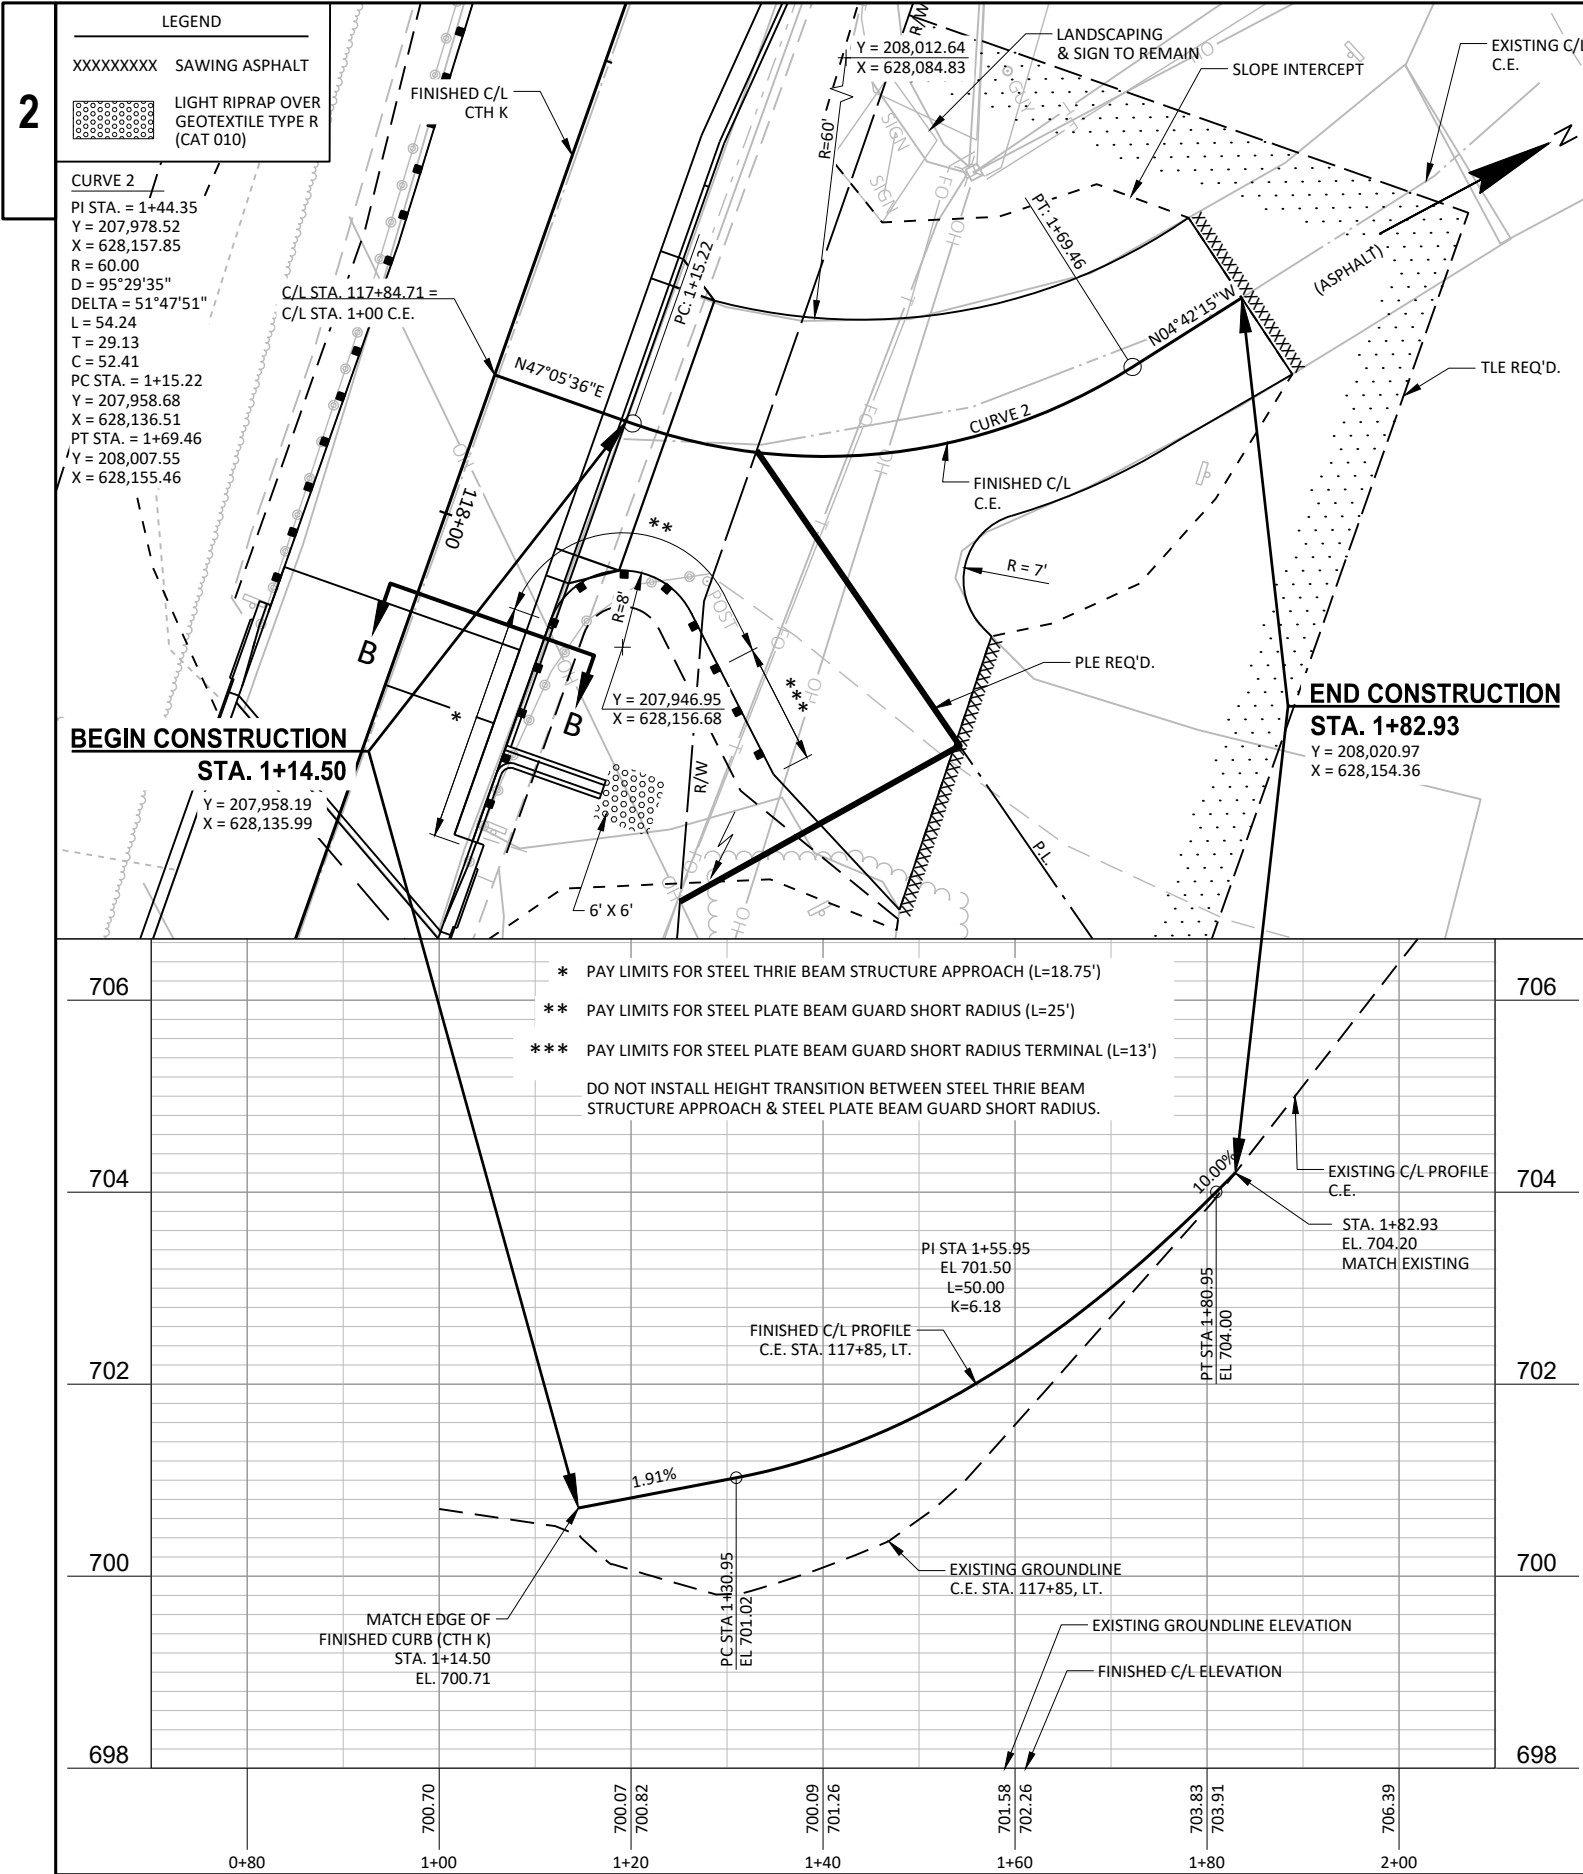 2
LEGEND
XXXXXXXXX SAWING ASPHALT
LIGHT RIPRAP OVER
GEOTEXTILE TYPE R
(CAT 010)
CURVE 2
PI STA. = 1+44.35
Y = 207,978.52
X = 628,157.85
R = 60.00
D = 95°29'35"
DELTA = 51°47'51"
L = 54.24
T = 29.13
C = 52.41
PC STA. = 1+15.22
Y = 207,958.68
X = 628,136.51
PT STA. = 1+69.46
Y = 208,007.55
X = 628,155.46
FINISHED C/L
CTH K
C/L STA. 117+84.71 =
C/L STA. 1+00 C.E.
N47°05'36"E
PC: 1+15.22
R/W
Y = 208,012.64
X = 628,084.83
R=60'
LANDSCAPING
& SIGN TO REMAIN
SLOPE INTERCEPT
EXISTING C/L
C.E.
N
GUY
SIGN
SIGN
FO
OH
PT: 1+69.46
N04°42'15"W
(ASPHALT)
TLE REQ'D.
CURVE 2
FINISHED C/L
C.E.
118+00
**
R = 7'
R=8'
POST
FO
OH
B
B
*
***
Y = 207,946.95
X = 628,156.68
PLE REQ'D.
R/W
P.L.
6' X 6'
OH
BEGIN CONSTRUCTION
STA. 1+14.50
Y = 207,958.19
X = 628,135.99
END CONSTRUCTION
STA. 1+82.93
Y = 208,020.97
X = 628,154.36
* PAY LIMITS FOR STEEL THRIE BEAM STRUCTURE APPROACH (L=18.75')
** PAY LIMITS FOR STEEL PLATE BEAM GUARD SHORT RADIUS (L=25')
*** PAY LIMITS FOR STEEL PLATE BEAM GUARD SHORT RADIUS TERMINAL (L=13')
DO NOT INSTALL HEIGHT TRANSITION BETWEEN STEEL THRIE BEAM
STRUCTURE APPROACH & STEEL PLATE BEAM GUARD SHORT RADIUS.
706 706
704 704
702 702
700 700
698 698
10.00%
EXISTING C/L PROFILE
C.E.
STA. 1+82.93
EL. 704.20
MATCH EXISTING
PI STA 1+55.95
EL 701.50
L=50.00
K=6.18
PT STA 1+80.95
EL 704.00
FINISHED C/L PROFILE
C.E. STA. 117+85, LT.
1.91%
PC STA 1+30.95
EL 701.02
EXISTING GROUNDLINE
C.E. STA. 117+85, LT.
MATCH EDGE OF
FINISHED CURB (CTH K)
STA. 1+14.50
EL. 700.71
EXISTING GROUNDLINE ELEVATION
FINISHED C/L ELEVATION
700.70
700.07
700.82
700.09
701.26
701.58
702.26
703.83
703.91
706.39
0+80 1+00 1+20 1+40 1+60 1+80 2+00